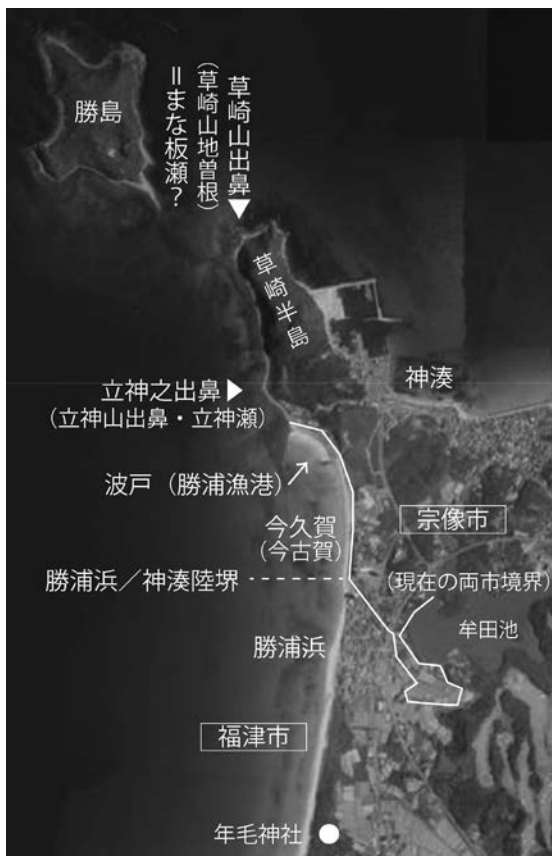 勝島
草崎山出鼻
（草崎山地曽根）
＝まな板瀬？
草崎半島
神湊
立神之出鼻
（立神山出鼻・立神瀬）
波戸（勝浦漁港）
今久賀
（今古賀）
宗像市
勝浦浜／神湊陸堺
（現在の両市境界）
牟田池
勝浦浜
福津市
年毛神社